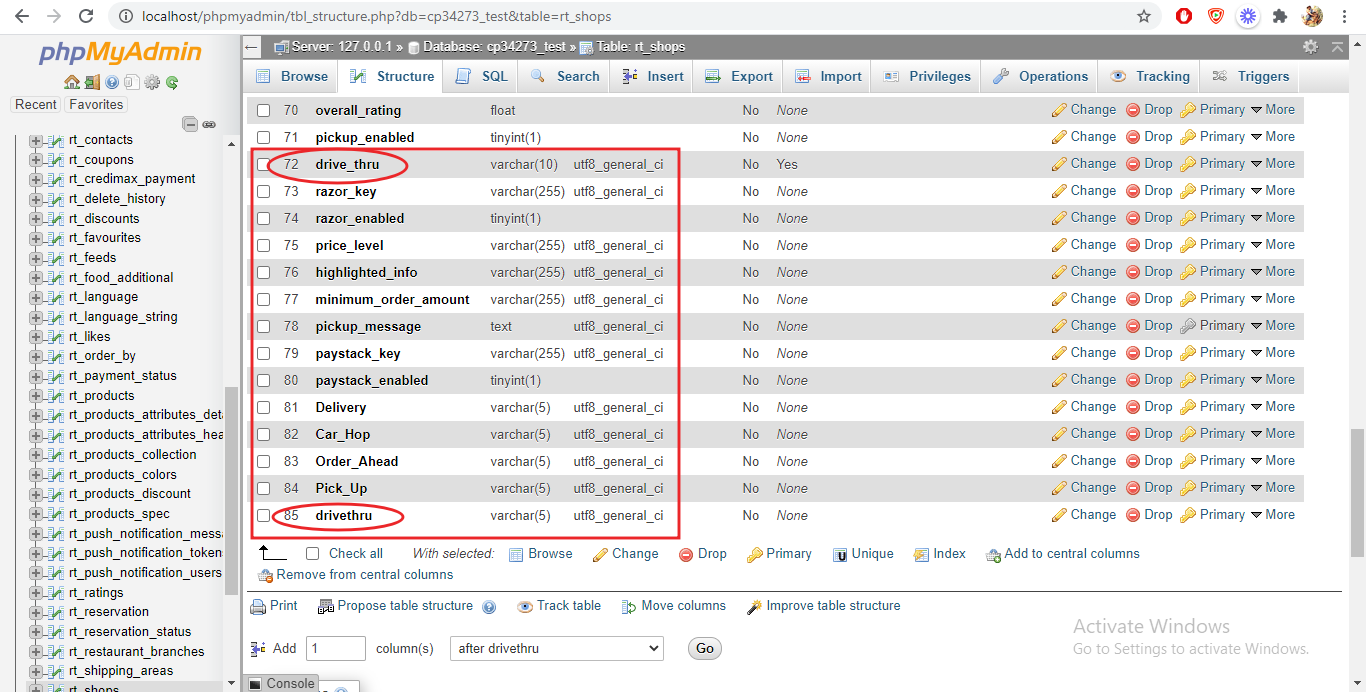 localhost/phpmyadmin/tbl_structure.php?db=cp34273_test&table=rt_shops
phpMyAdmin
Recent Favorites
rt_contacts
rt_coupons
rt_credimax_payment
rt_delete_history
rt_discounts
rt_favourites
rt_feeds
rt_food_additional
rt_language
rt_language_string
rt_likes
rt_order_by
rt_payment_status
rt_products
rt_products_attributes_deta
rt_products_attributes_hea
rt_products_collection
rt_products_colors
rt_products_discount
rt_products_spec
rt_push_notification_messa
rt_push_notification_token
rt_push_notification_users
rt_ratings
rt_reservation
rt_reservation_status
rt_restaurant_branches
rt_shipping_areas
rt_shops
Server: 127.0.0.1 » Database: cp34273_test » Table: rt_shops
Browse Structure SQL Search Insert Export Import Privileges Operations Tracking Triggers
70 overall_rating float No None Change Drop Primary More
71 pickup_enabled tinyint(1) No None Change Drop Primary More
72 drive_thru varchar(10) utf8_general_ci No Yes Change Drop Primary More
73 razor_key varchar(255) utf8_general_ci No None Change Drop Primary More
74 razor_enabled tinyint(1) No None Change Drop Primary More
75 price_level varchar(255) utf8_general_ci No None Change Drop Primary More
76 highlighted_info varchar(255) utf8_general_ci No None Change Drop Primary More
77 minimum_order_amount varchar(255) utf8_general_ci No None Change Drop Primary More
78 pickup_message text utf8_general_ci No None Change Drop Primary More
79 paystack_key varchar(255) utf8_general_ci No None Change Drop Primary More
80 paystack_enabled tinyint(1) No None Change Drop Primary More
81 Delivery varchar(5) utf8_general_ci No None Change Drop Primary More
82 Car_Hop varchar(5) utf8_general_ci No None Change Drop Primary More
83 Order_Ahead varchar(5) utf8_general_ci No None Change Drop Primary More
84 Pick_Up varchar(5) utf8_general_ci No None Change Drop Primary More
85 drivethru varchar(5) utf8_general_ci No None Change Drop Primary More
Check all With selected: Browse Change Drop Primary Unique Index Add to central columns
Remove from central columns
Print Propose table structure Track table Move columns Improve table structure
Add 1 column(s) after drivethru Go
Console
Activate Windows
Go to Settings to activate Windows.